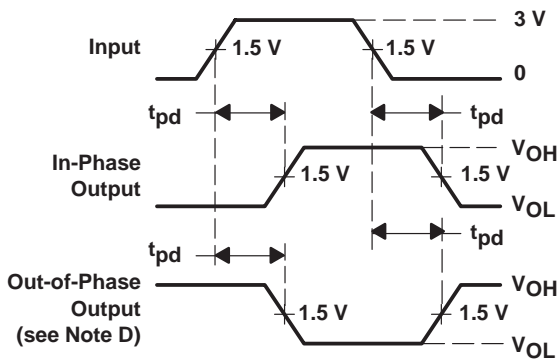 3 V
Input
1.5 V
1.5 V
0
tpd
tpd
In-Phase
Output
VOH
1.5 V
1.5 V
VOL
tpd
tpd
Out-of-Phase
Output
(see Note D)
VOH
1.5 V
1.5 V
VOL